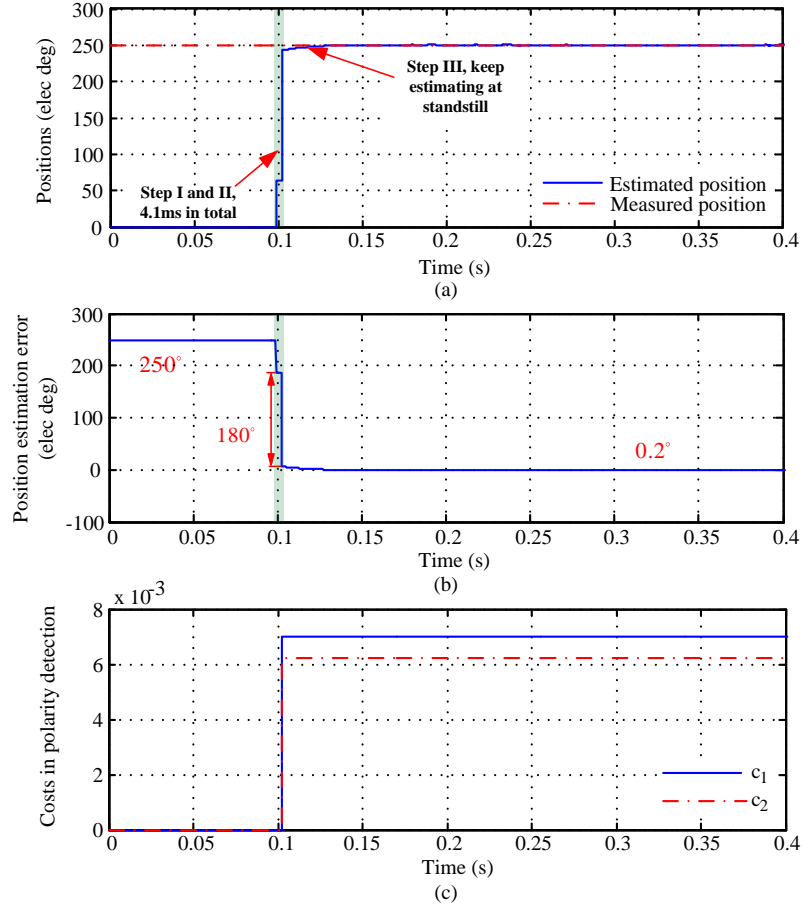 300
250
200
150
100
50
0
Positions (elec deg)
Step III, keep
estimating at
standstill
Step I and II,
4.1ms in total
Estimated position
Measured position
0 0.05 0.1 0.15 0.2 0.25 0.3 0.35 0.4
Time (s)
(a)
300
200
100
0
-100
Position estimation error
(elec deg)
250°
180°
0.2°
0 0.05 0.1 0.15 0.2 0.25 0.3 0.35 0.4
Time (s)
(b)
x 10⁻³
8
6
4
2
0
Costs in polarity detection
c₁
c₂
0 0.05 0.1 0.15 0.2 0.25 0.3 0.35 0.4
Time (s)
(c)